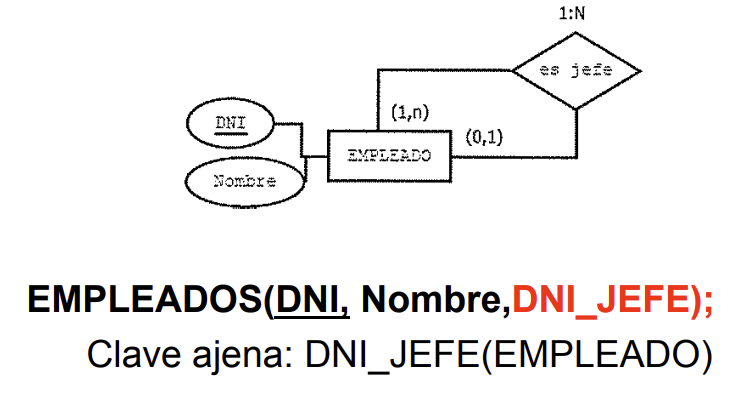 1:N
es jefe
(1,n)
DNI
(0,1)
EMPLEADO
Nombre
EMPLEADOS(DNI, Nombre,DNI_JEFE);
Clave ajena: DNI_JEFE(EMPLEADO)